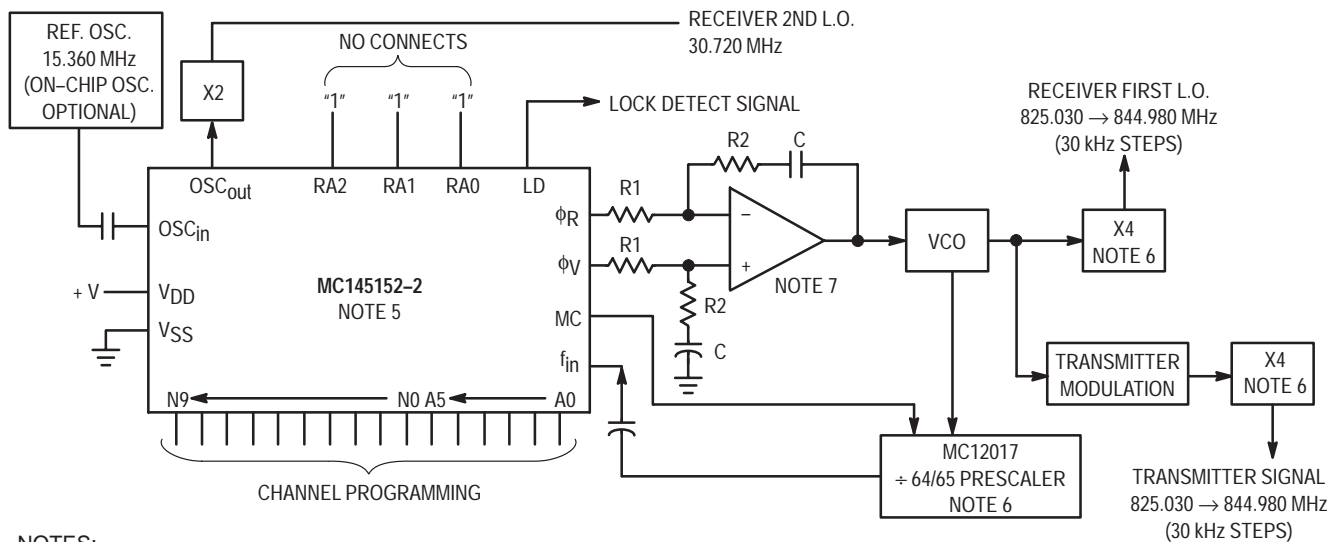 REF. OSC.
15.360 MHz
(ON–CHIP OSC.
OPTIONAL)
X2
NO CONNECTS
"1" "1" "1"
RECEIVER 2ND L.O.
30.720 MHz
LOCK DETECT SIGNAL
RECEIVER FIRST L.O.
825.030 → 844.980 MHz
(30 kHz STEPS)
OSCout RA2 RA1 RA0 LD
OSCin
+ V
VDD
VSS
MC145152–2
NOTE 5
ϕR
ϕV
MC
fin
N9 N0 A5 A0
CHANNEL PROGRAMMING
R1
R1
R2 C
–
+
NOTE 7
R2
C
VCO
X4
NOTE 6
TRANSMITTER
MODULATION
X4
NOTE 6
MC12017
÷ 64/65 PRESCALER
NOTE 6
TRANSMITTER SIGNAL
825.030 → 844.980 MHz
(30 kHz STEPS)